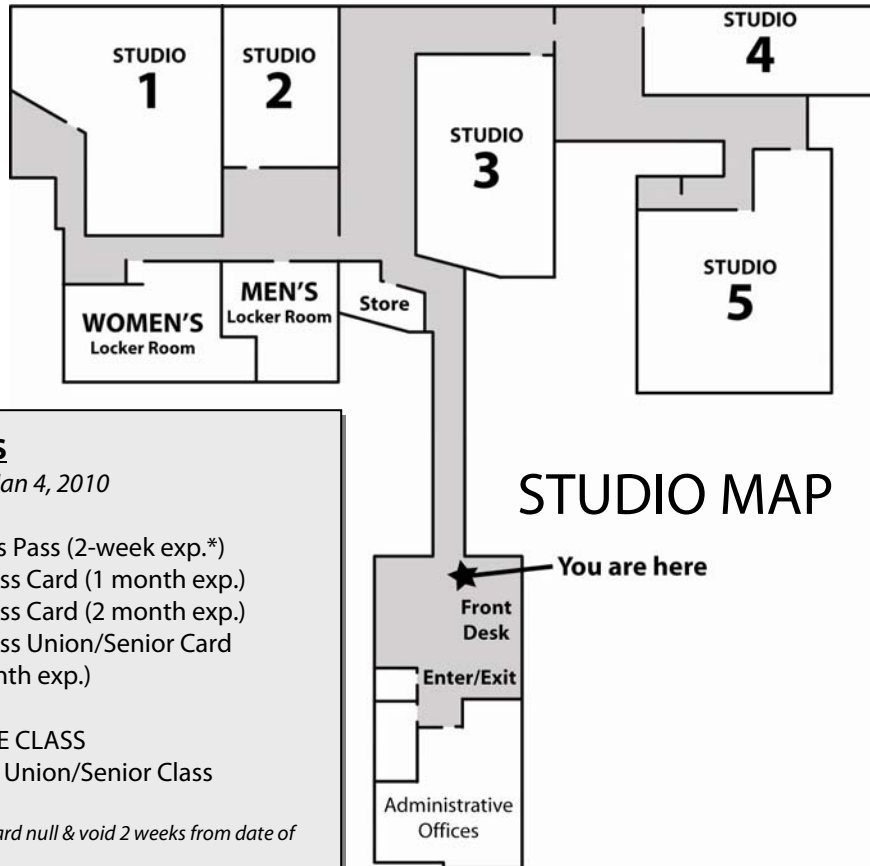 STUDIO
1
STUDIO
2
STUDIO
3
STUDIO
4
STUDIO
5
WOMEN'S
Locker Room
MEN'S
Locker Room
Store
STUDIO MAP
You are here
Front
Desk
Enter/Exit
Administrative
Offices
S
an 4, 2010
s Pass (2-week exp.*)
ss Card (1 month exp.)
ss Card (2 month exp.)
ss Union/Senior Card
nth exp.)
E CLASS
Union/Senior Class
ard null & void 2 weeks from date of